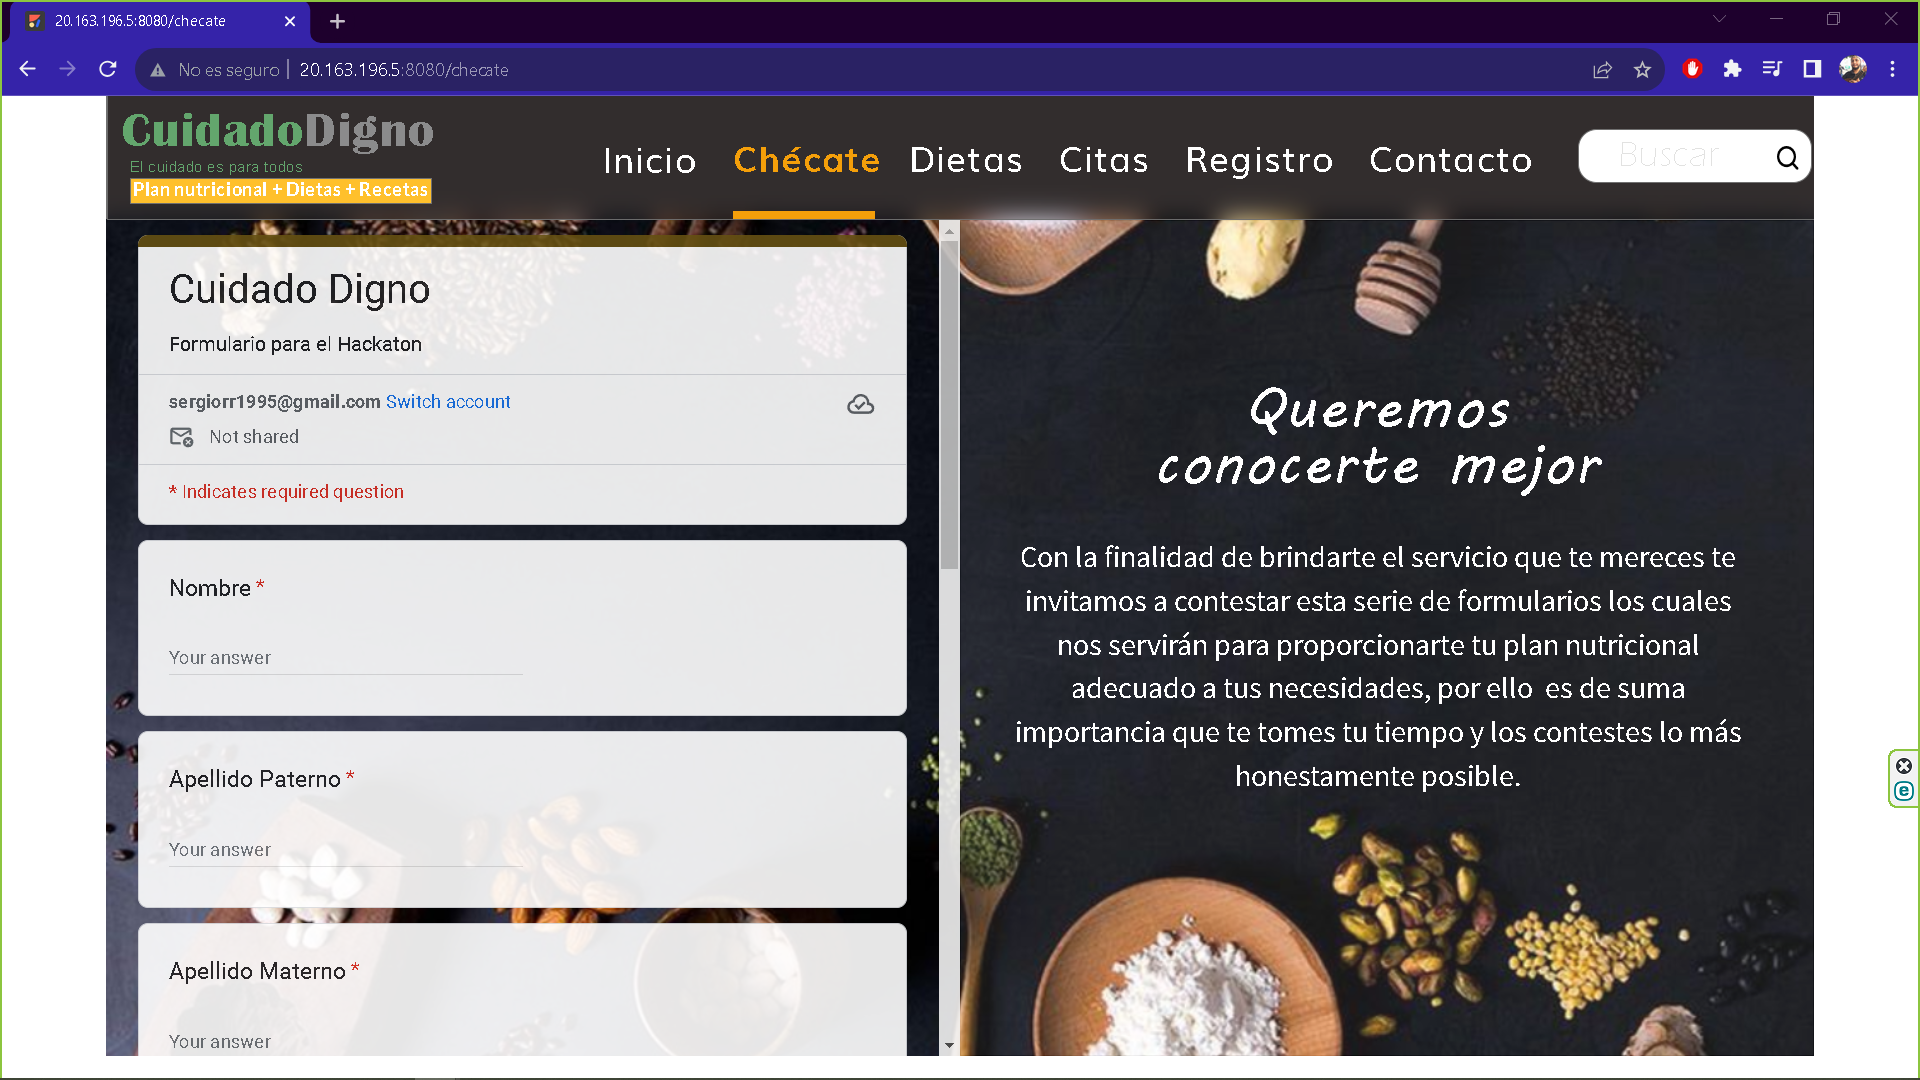 20.163.196.5:8080/checate
No es seguro
20.163.196.5:8080/checate
CuidadoDigno
El cuidado es para todos
Plan nutricional + Dietas + Recetas
Inicio
Chécate
Dietas
Citas
Registro
Contacto
Buscar
Cuidado Digno
Formulario para el Hackaton
sergiorr1995@gmail.com Switch account
Not shared
* Indicates required question
Nombre *
Your answer
Apellido Paterno *
Your answer
Apellido Materno *
Your answer
Queremos
conocerte mejor
Con la finalidad de brindarte el servicio que te mereces te
invitamos a contestar esta serie de formularios los cuales
nos servirán para proporcionarte tu plan nutricional
adecuado a tus necesidades, por ello es de suma
importancia que te tomes tu tiempo y los contestes lo más
honestamente posible.